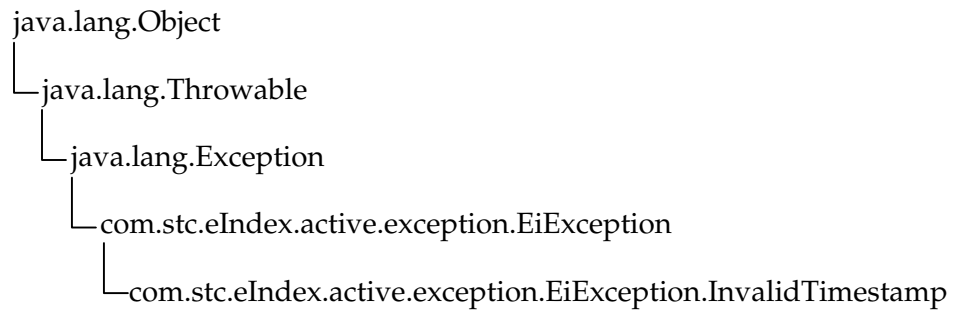 java.lang.Object
java.lang.Throwable
java.lang.Exception
com.stc.eIndex.active.exception.EiException
com.stc.eIndex.active.exception.EiException.InvalidTimestamp